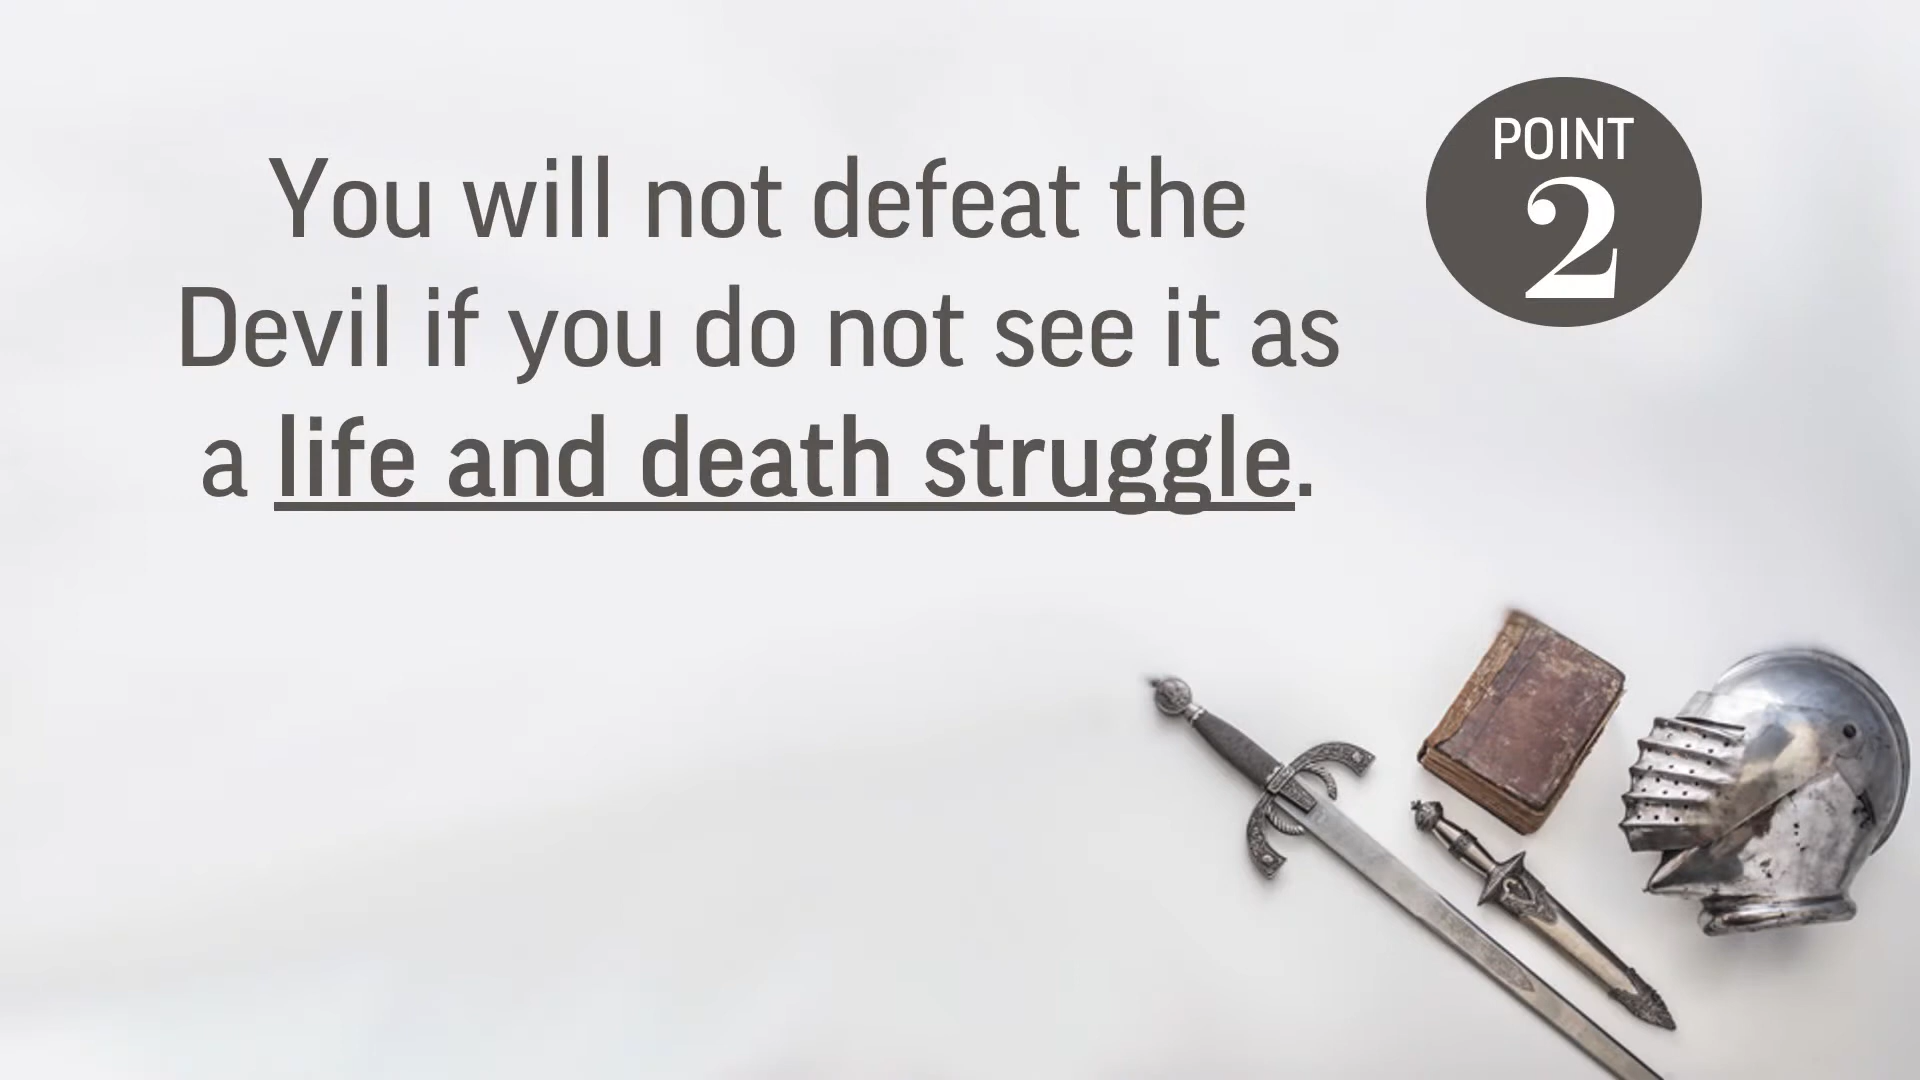 You will not defeat the
Devil if you do not see it as
a life and death struggle.
POINT
2